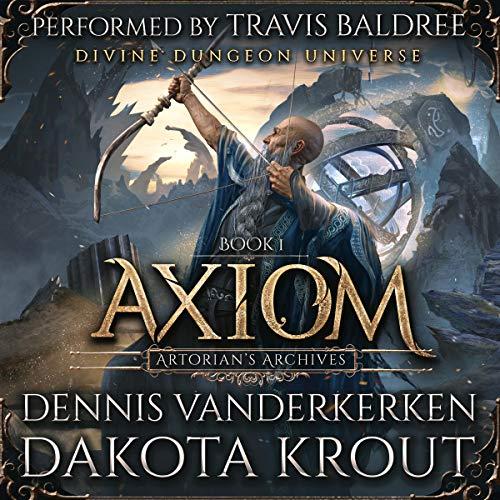 PERFORMED BY TRAVIS BALDREE
DIVINE DUNGEON UNIVERSE
BOOK 1
AXIOM
ARTORIAN'S ARCHIVES
DENNIS VANDERKERKEN
DAKOTA KROUT